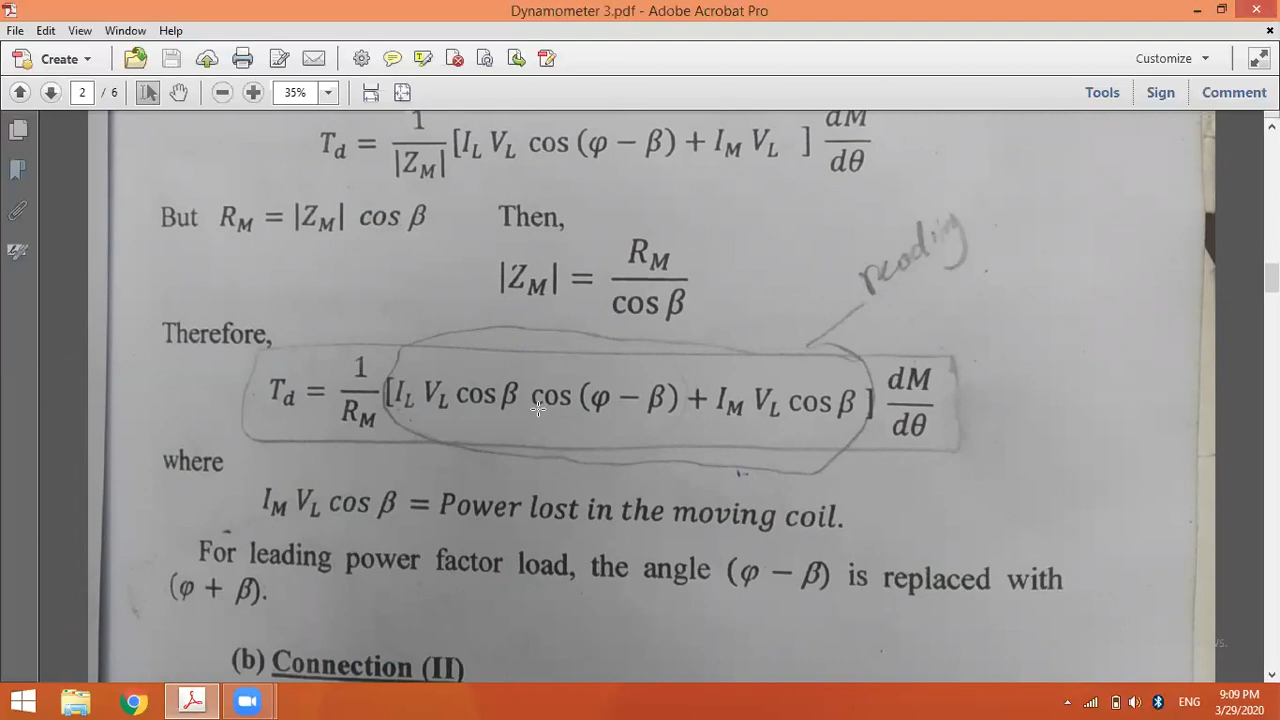 Dynamometer 3.pdf - Adobe Acrobat Pro
File Edit View Window Help
Create Customize
2 / 6 35% Tools Sign Comment
T_d = 1/|Z_M| [I_L V_L cos (φ − β) + I_M V_L ] dM/dθ
But R_M = |Z_M| cos β Then,
|Z_M| = R_M/cos β
reading
Therefore,
T_d = 1/R_M [I_L V_L cos β cos (φ − β) + I_M V_L cos β ] dM/dθ
where
I_M V_L cos β = Power lost in the moving coil.
For leading power factor load, the angle (φ − β) is replaced with
(φ + β).
(b) Connection (II)
ENG
9:09 PM
3/29/2020